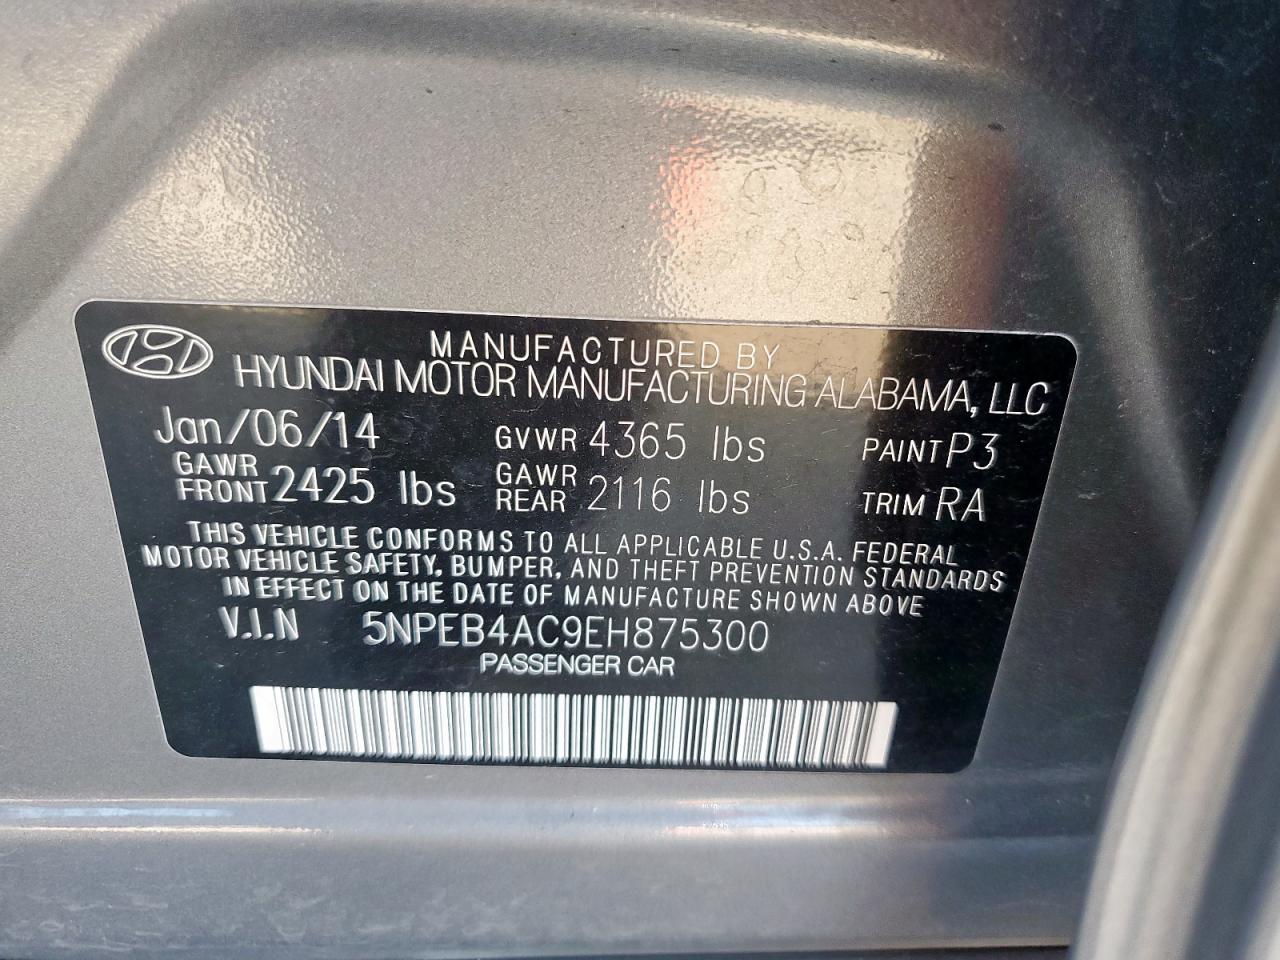 MANUFACTURED BY
HYUNDAI MOTOR MANUFACTURING ALABAMA, LLC
Jan/06/14 GVWR 4365 lbs PAINT P3
GAWR FRONT 2425 lbs GAWR REAR 2116 lbs TRIM RA
THIS VEHICLE CONFORMS TO ALL APPLICABLE U.S.A. FEDERAL
MOTOR VEHICLE SAFETY, BUMPER, AND THEFT PREVENTION STANDARDS
IN EFFECT ON THE DATE OF MANUFACTURE SHOWN ABOVE
V.I.N 5NPEB4AC9EH875300
PASSENGER CAR